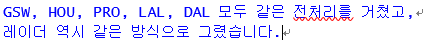 GSW, HOU, PRO, LAL, DAL 모두 같은 전처리를 거쳤고,
레이더 역시 같은 방식으로 그렸습니다.